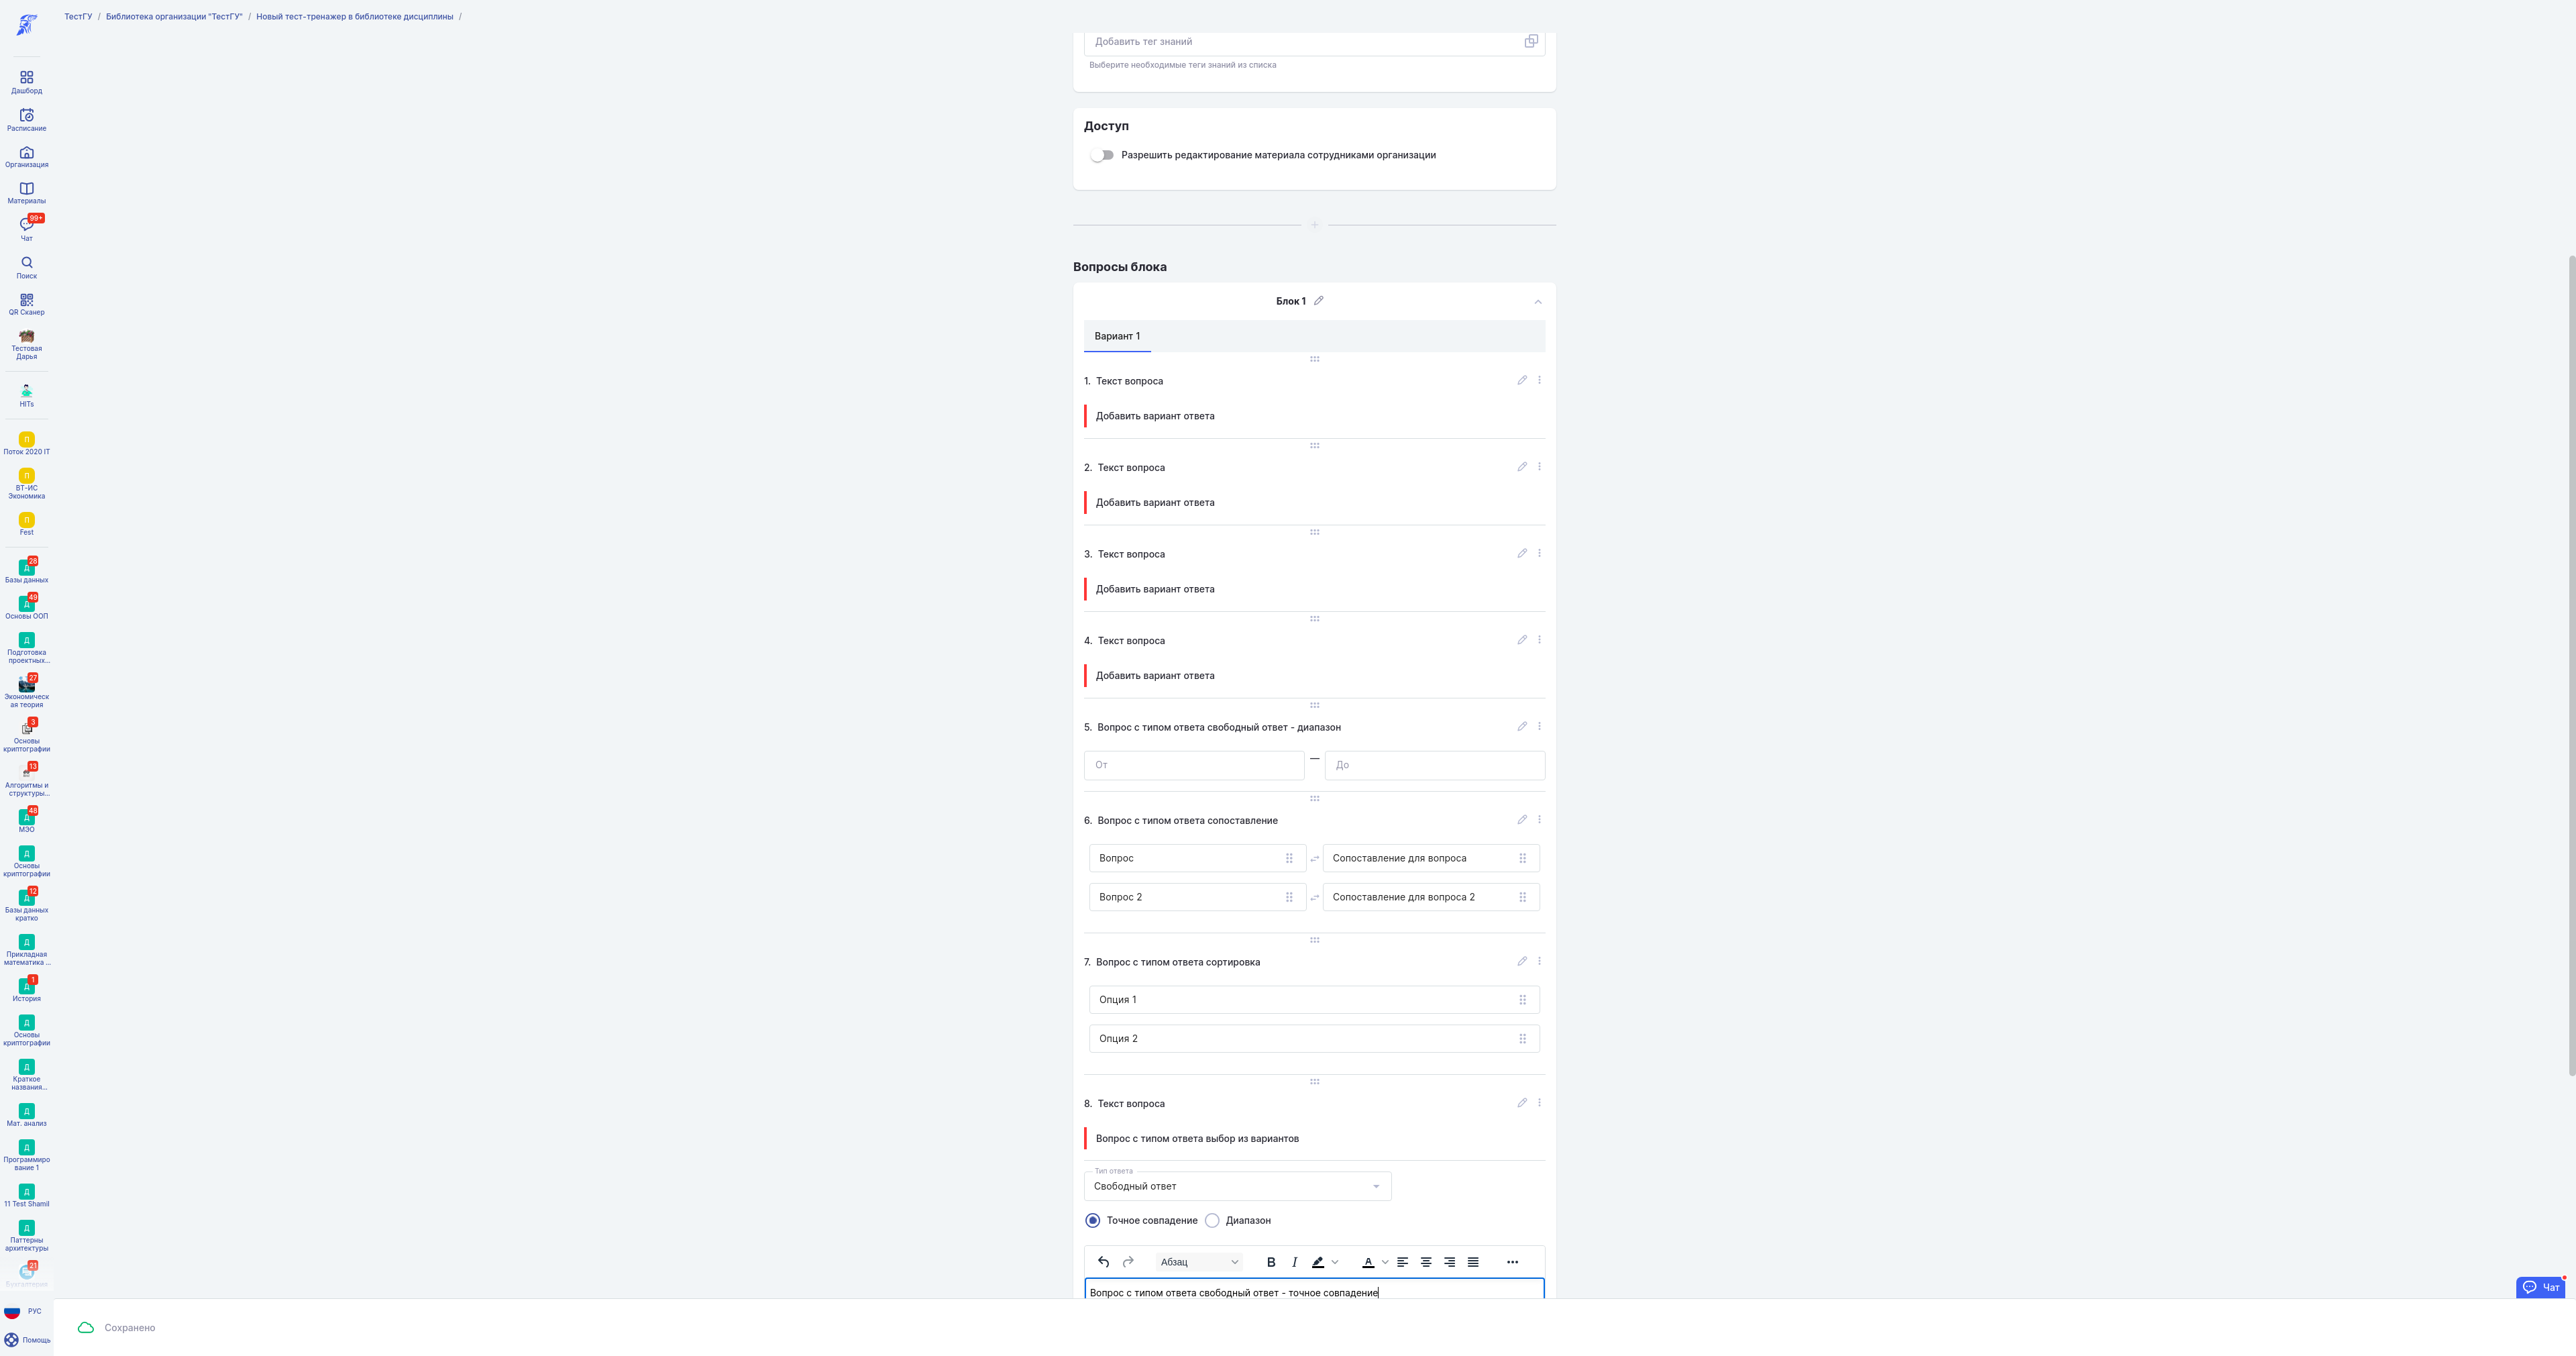 ТестГУ / Библиотека организации "ТестГУ" / Новый тест-тренажер в библиотеке дисциплины /
Дашборд
Расписание
Организация
Материалы
99+
Чат
Поиск
QR Сканер
Тестовая
Дарья
HITs
П
Поток 2020 IT
П
ВТ-ИС
Экономика
П
Fest
28
Д
Базы данных
49
Д
Основы ООП
Д
Подготовка
проектных...
27
Экономическ
ая теория
3
Основы
криптографии
13
Алгоритмы и
структуры...
48
Д
МЭО
Д
Основы
криптографии
12
Д
Базы данных
кратко
Д
Прикладная
математика ...
1
Д
История
Д
Основы
криптографии
Д
Краткое
названия...
Д
Мат. анализ
Д
Программиро
вание 1
Д
11 Test Shamil
Д
Паттерны
архитектуры
21
Бухгалтерия
РУС
Помощь
Добавить тег знаний
Выберите необходимые теги знаний из списка
Доступ
Разрешить редактирование материала сотрудниками организации
Вопросы блока
Блок 1
Вариант 1
1. Текст вопроса
Добавить вариант ответа
2. Текст вопроса
Добавить вариант ответа
3. Текст вопроса
Добавить вариант ответа
4. Текст вопроса
Добавить вариант ответа
5. Вопрос с типом ответа свободный ответ - диапазон
От — До
6. Вопрос с типом ответа сопоставление
Вопрос Сопоставление для вопроса
Вопрос 2 Сопоставление для вопроса 2
7. Вопрос с типом ответа сортировка
Опция 1
Опция 2
8. Текст вопроса
Вопрос с типом ответа выбор из вариантов
Тип ответа
Свободный ответ
Точное совпадение Диапазон
Абзац B I A
Вопрос с типом ответа свободный ответ - точное совпадение
Чат
Сохранено